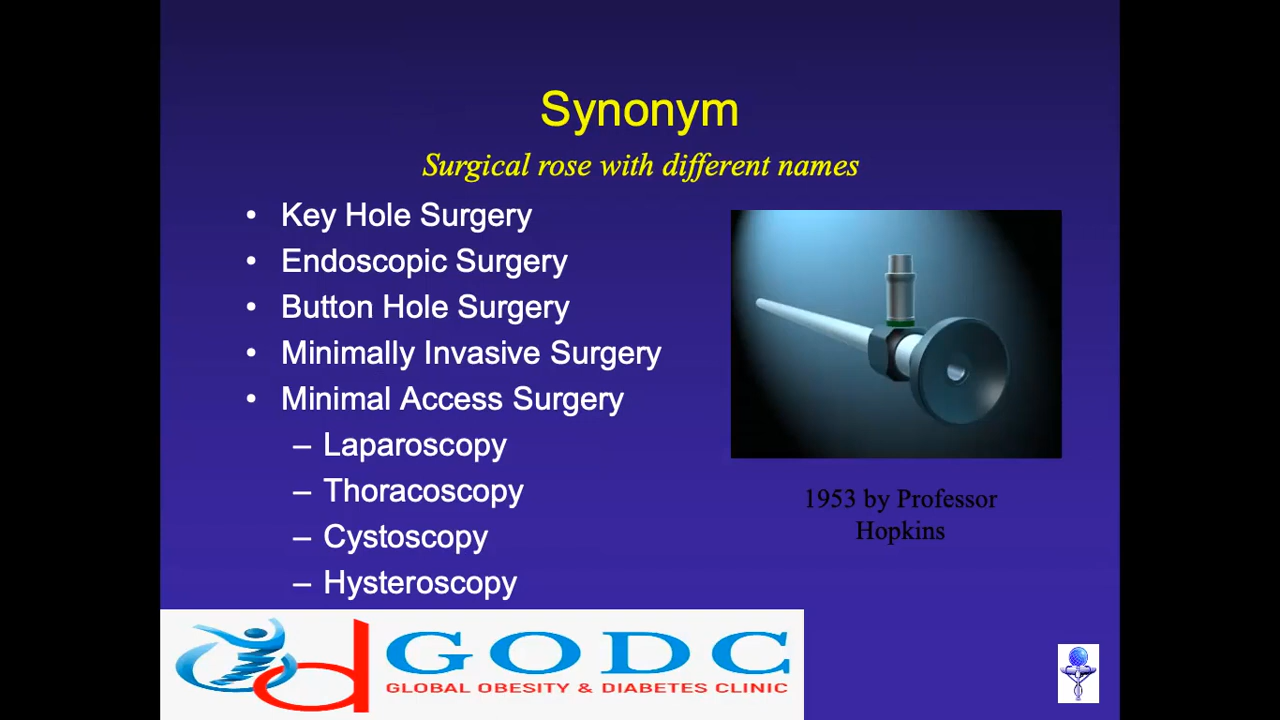 Synonym
Surgical rose with different names
• Key Hole Surgery
• Endoscopic Surgery
• Button Hole Surgery
• Minimally Invasive Surgery
• Minimal Access Surgery
– Laparoscopy
– Thoracoscopy
– Cystoscopy
– Hysteroscopy
1953 by Professor
Hopkins
d GODC
GLOBAL OBESITY & DIABETES CLINIC